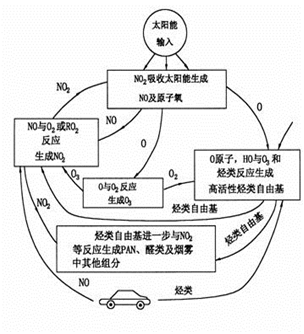 太阳能
输入
NO₂吸收太阳能生成
NO及原子氧
NO₂
NO
O
O
NO与O₂或RO₂
反应
生成NO₂
O原子，HO与O₃和
烃类反应生成
高活性烃类自由基
O₃
O与O₂反应
生成O₃
O₂
烃类自由基
NO₂
烃类自由基
烃类自由基进一步与NO₂
等反应生成PAN、醛类及烟雾
中其他组分
NO
烃类